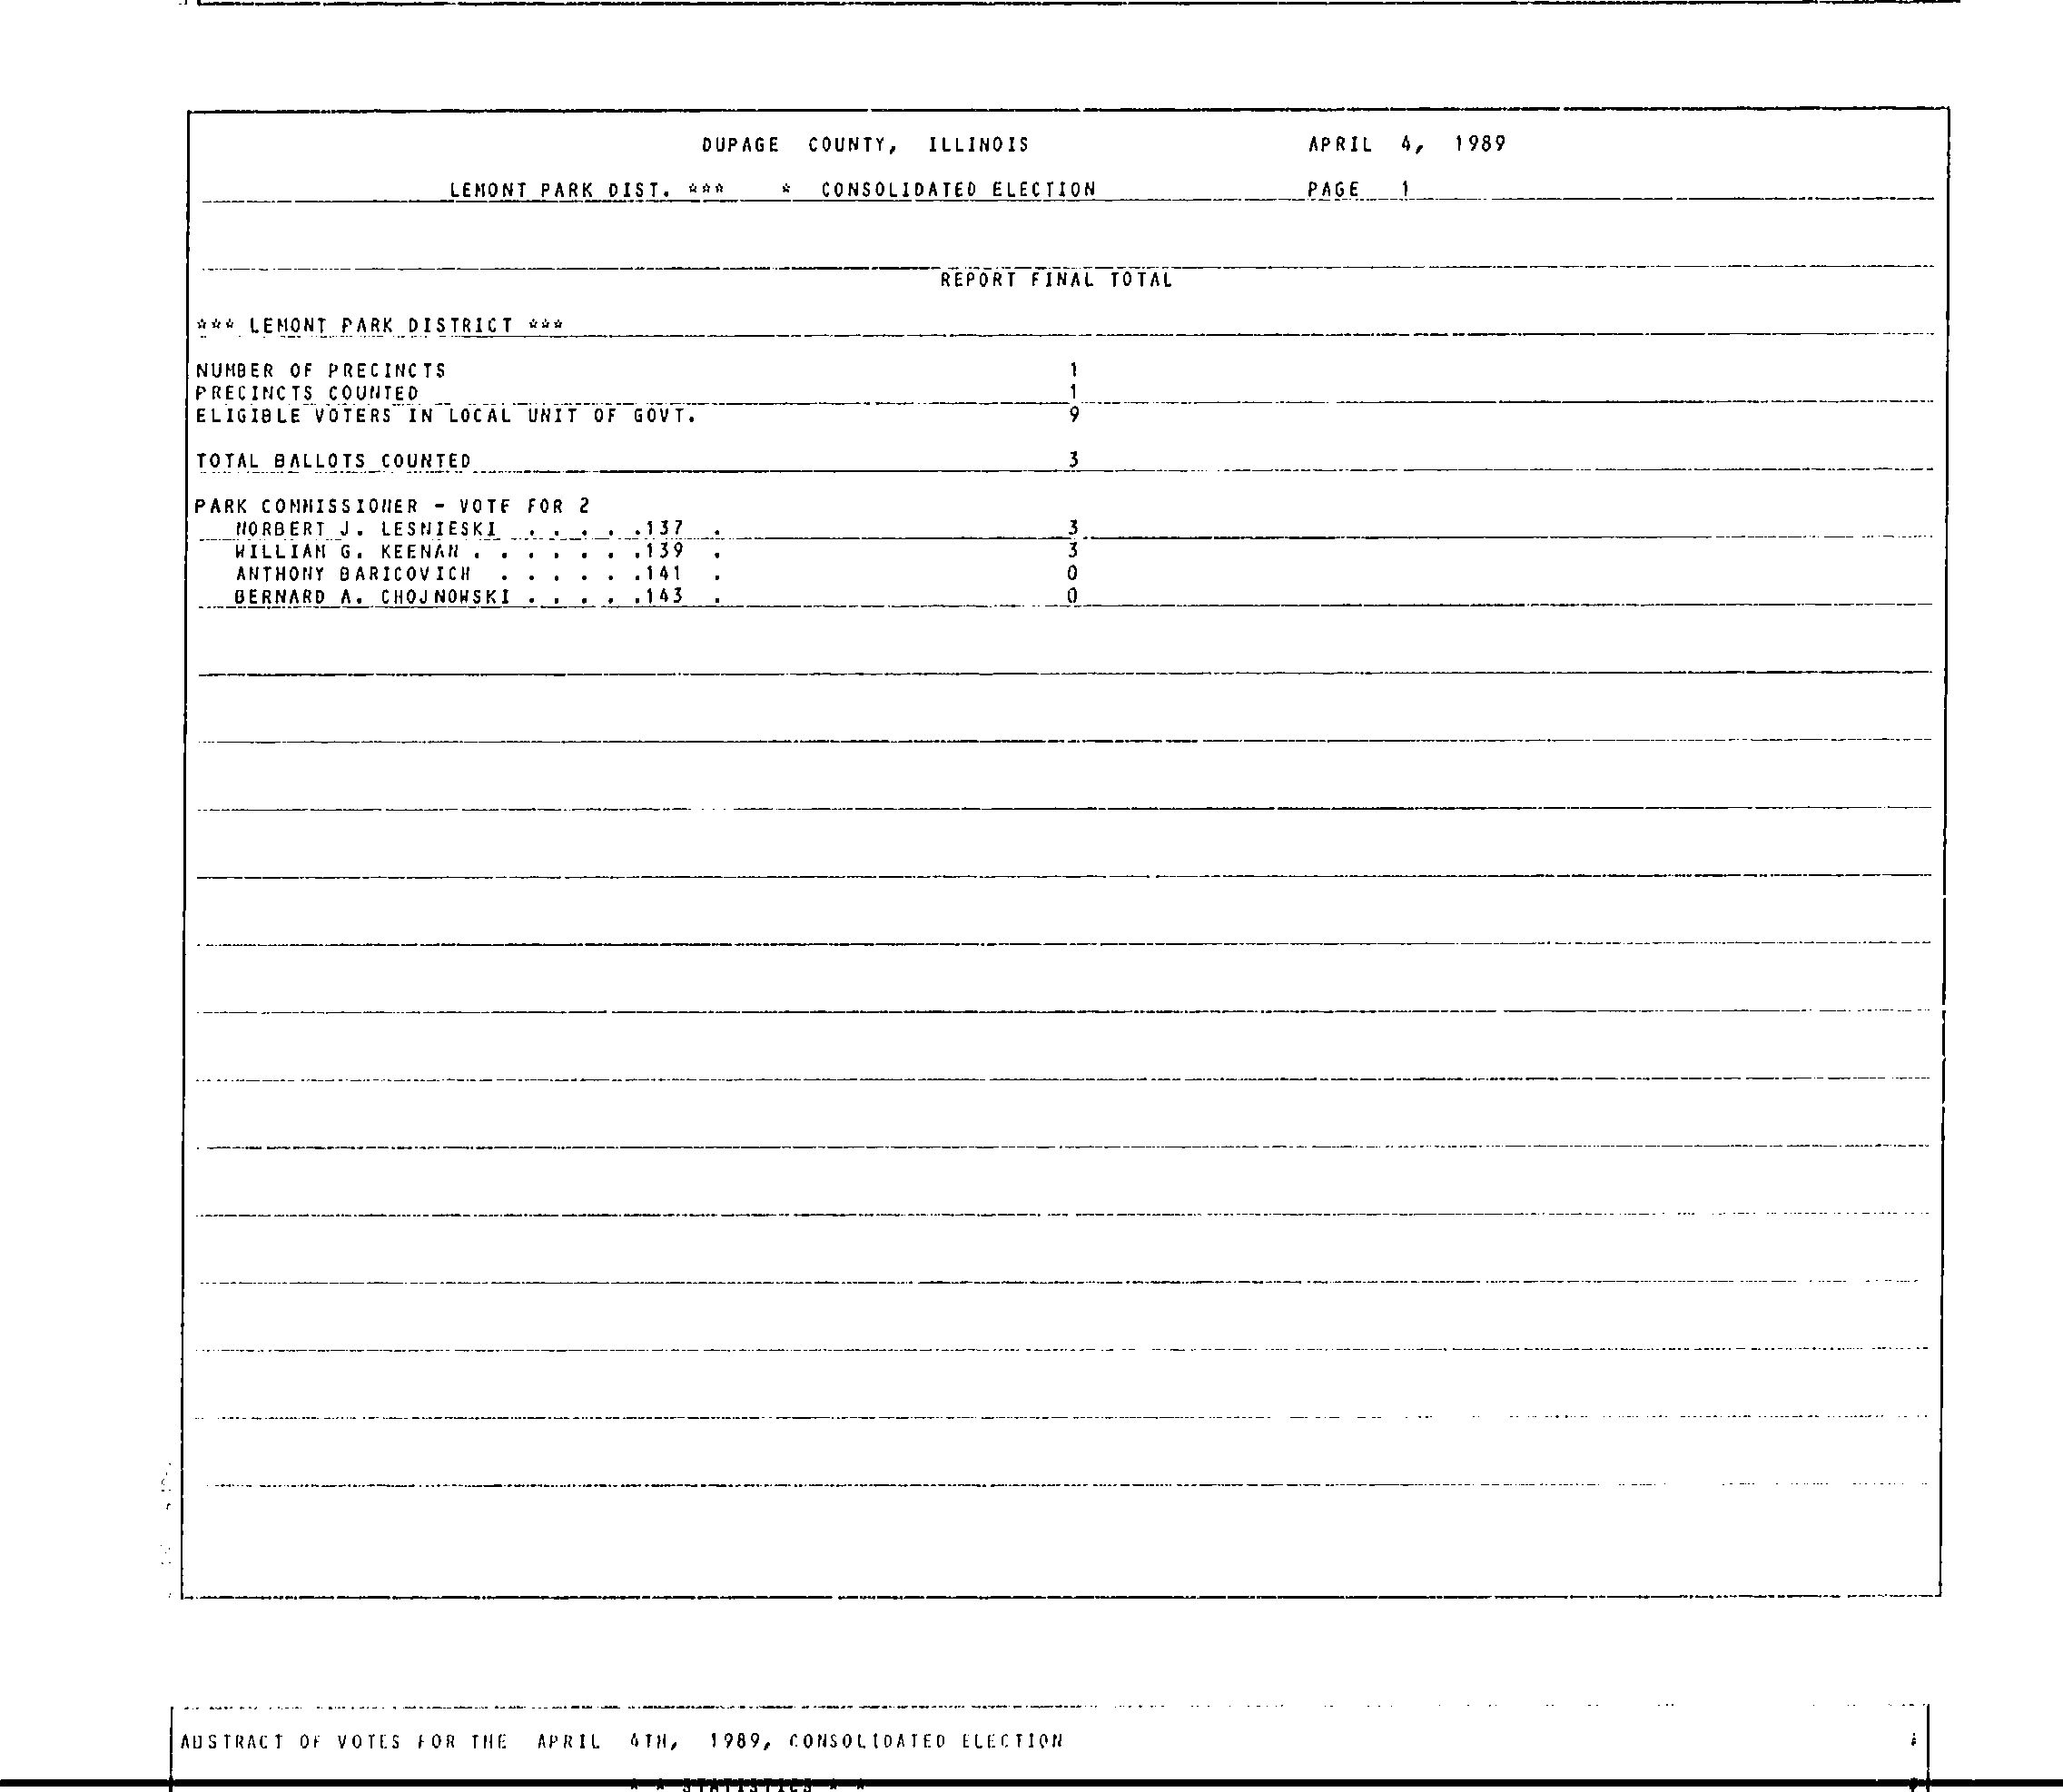 DUPAGE COUNTY, ILLINOIS APRIL 4, 1989
LEMONT PARK DIST. *** * CONSOLIDATED ELECTION PAGE 1
REPORT FINAL TOTAL
*** LEMONT PARK DISTRICT ***
NUMBER OF PRECINCTS 1
PRECINCTS COUNTED 1
ELIGIBLE VOTERS IN LOCAL UNIT OF GOVT. 9
TOTAL BALLOTS COUNTED 3
PARK COMMISSIONER - VOTE FOR 2
NORBERT J. LESNIESKI . . . . .137 . 3
WILLIAM G. KEENAN . . . . . . .139 . 3
ANTHONY BARICOVICH . . . . . .141 . 0
BERNARD A. CHOJNOWSKI . . . . .143 . 0
ABSTRACT OF VOTES FOR THE APRIL 4TH, 1989, CONSOLIDATED ELECTION
* * STATISTICS * *